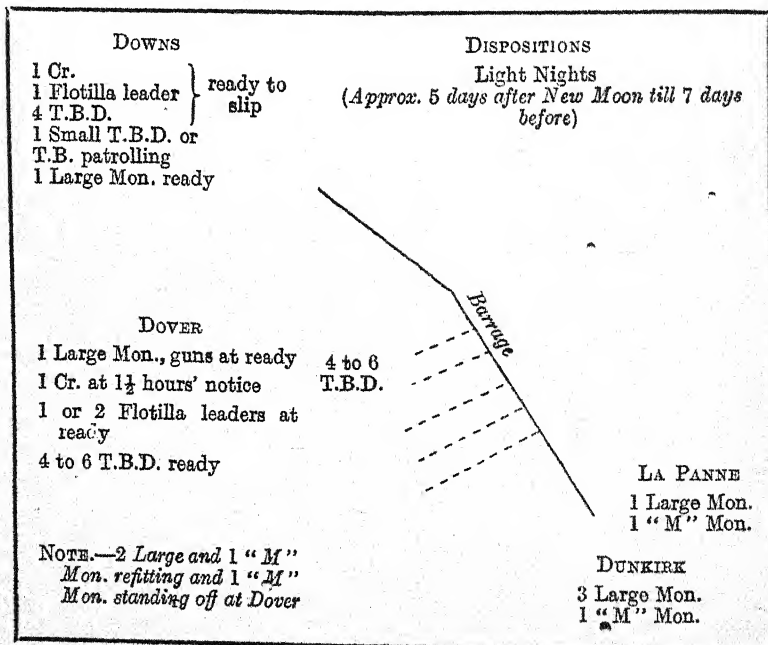 DOWNS
1 Cr.
1 Flotilla leader
4 T.B.D.
ready to
slip
1 Small T.B.D. or
T.B. patrolling
1 Large Mon. ready
DISPOSITIONS
Light Nights
(Approx. 5 days after New Moon till 7 days
before)
Barrage
DOVER
1 Large Mon., guns at ready
1 Cr. at 1½ hours' notice
1 or 2 Flotilla leaders at
ready
4 to 6 T.B.D. ready
4 to 6
T.B.D.
LA PANNE
1 Large Mon.
1 "M" Mon.
NOTE.—2 Large and 1 "M"
Mon. refitting and 1 "M"
Mon. standing off at Dover
DUNKIRK
3 Large Mon.
1 "M" Mon.